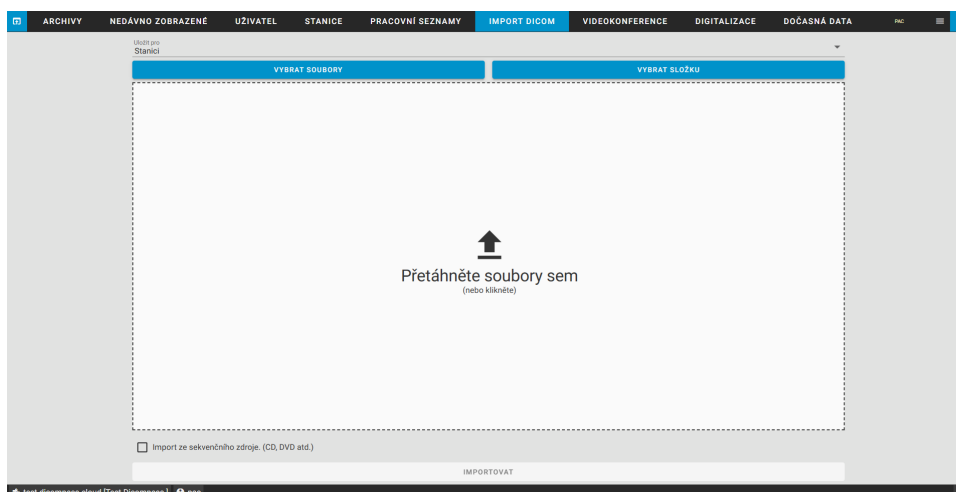 ARCHIVY NEDÁVNO ZOBRAZENÉ UŽIVATEL STANICE PRACOVNÍ SEZNAMY IMPORT DICOM VIDEOKONFERENCE DIGITALIZACE DOČASNÁ DATA PAC
Uložit pro
Stanici
VYBRAT SOUBORY VYBRAT SLOŽKU
Přetáhněte soubory sem
(nebo klikněte)
Import ze sekvenčního zdroje. (CD, DVD atd.)
IMPORTOVAT